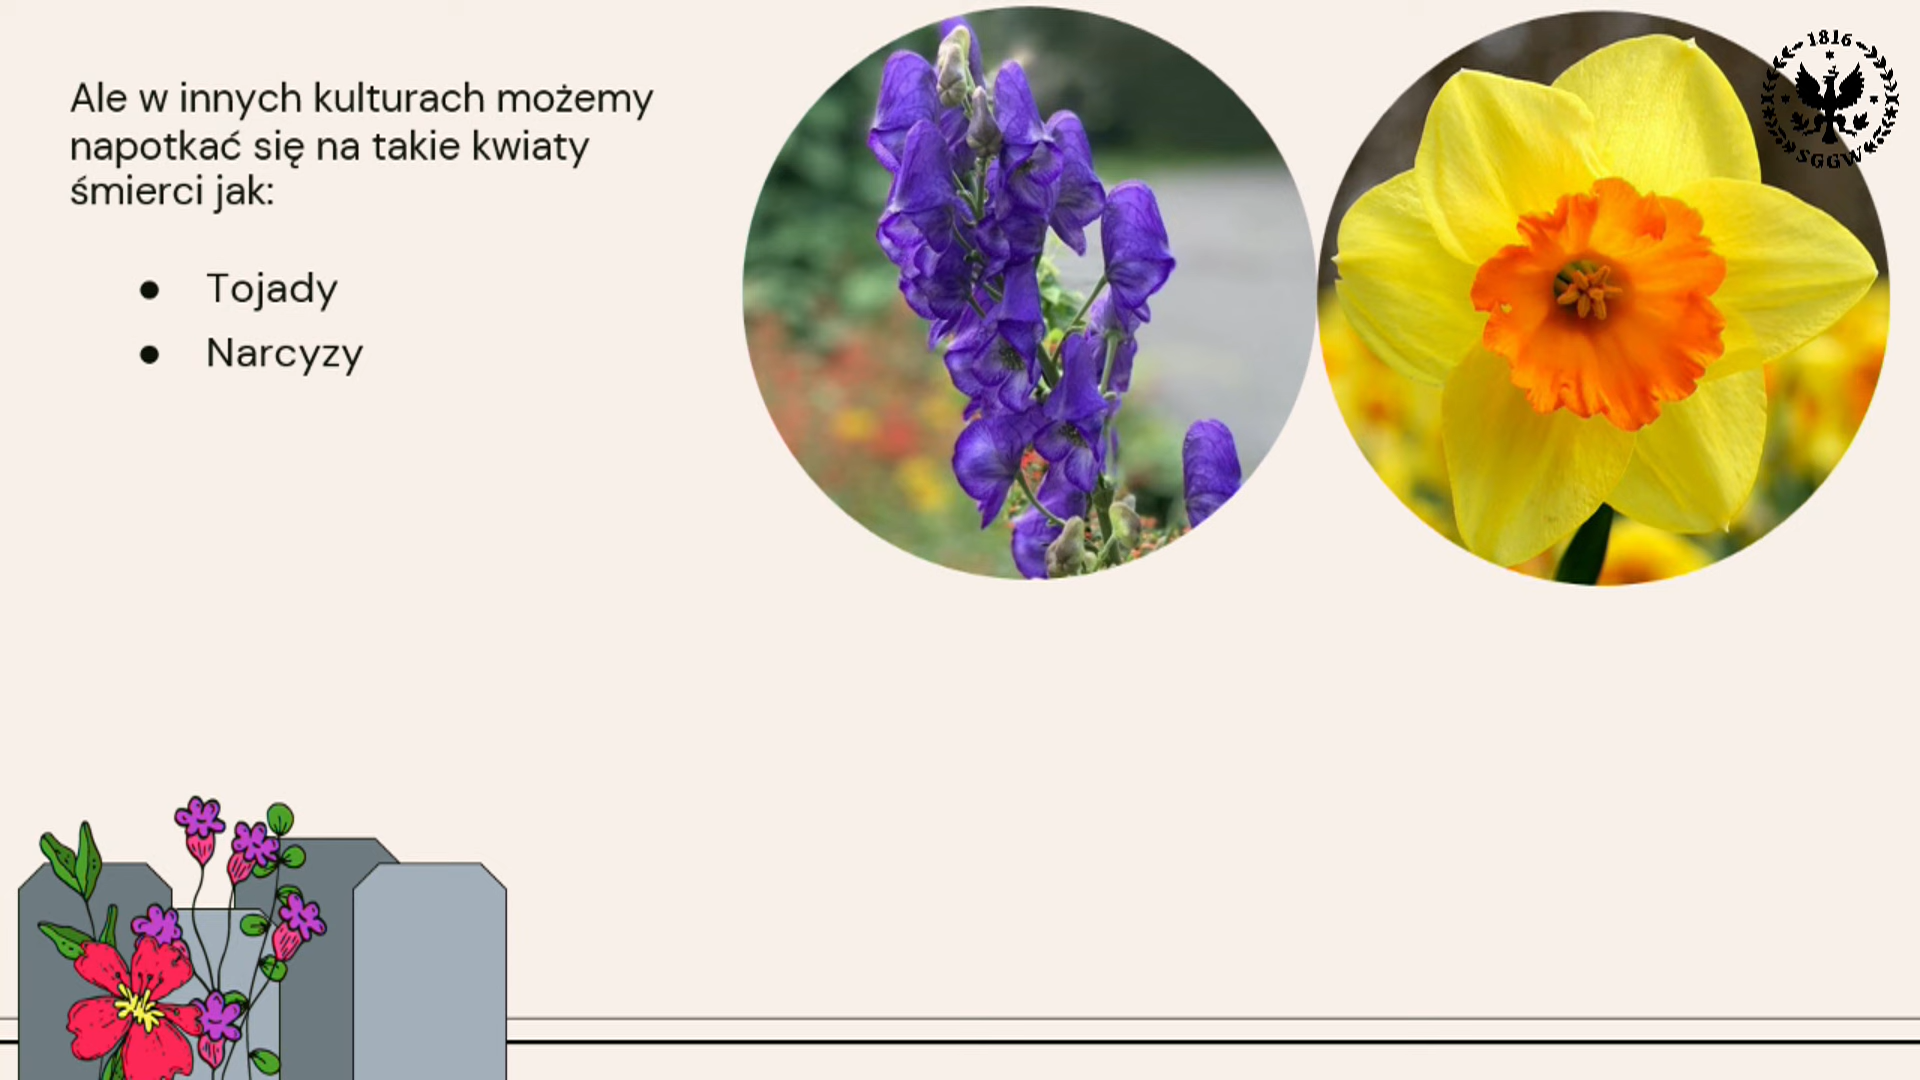 Ale w innych kulturach możemy
napotkać się na takie kwiaty
śmierci jak:
● Tojady
● Narcyzy
1816
SGGW